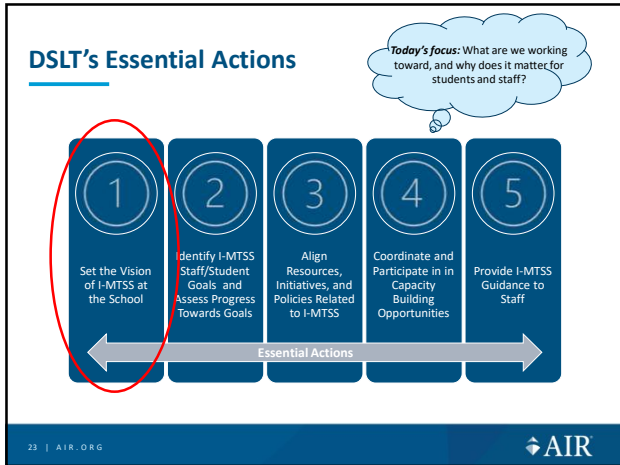 DSLT's Essential Actions
Today's focus: What are we working
toward, and why does it matter for
students and staff?
1
Set the Vision
of I-MTSS at
the School
2
Identify I-MTSS
Staff/Student
Goals and
Assess Progress
Towards Goals
3
Align
Resources,
Initiatives, and
Policies Related
to I-MTSS
4
Coordinate and
Participate in in
Capacity
Building
Opportunities
5
Provide I-MTSS
Guidance to
Staff
Essential Actions
23 | AIR.ORG
AIR